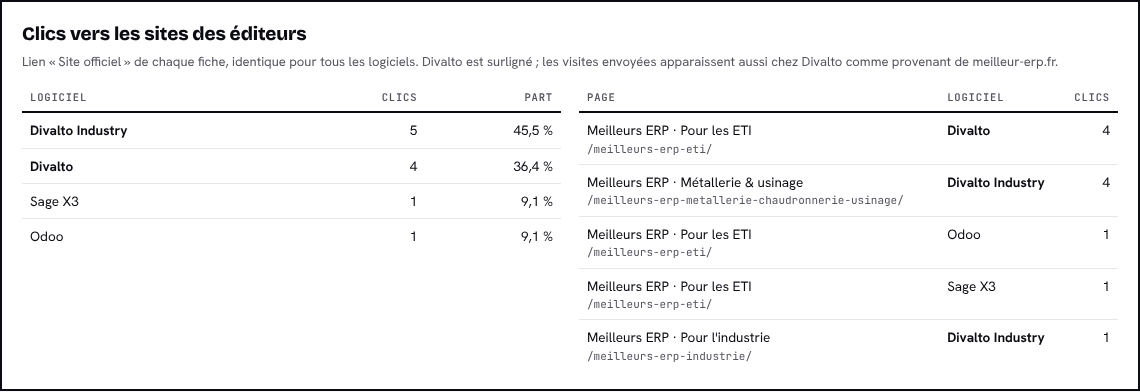 Clics vers les sites des éditeurs
Lien « Site officiel » de chaque fiche, identique pour tous les logiciels. Divalto est surligné ; les visites envoyées apparaissent aussi chez Divalto comme provenant de meilleur-erp.fr.
LOGICIEL CLICS PART
Divalto Industry 5 45,5 %
Divalto 4 36,4 %
Sage X3 1 9,1 %
Odoo 1 9,1 %
PAGE LOGICIEL CLICS
Meilleurs ERP · Pour les ETI Divalto 4
/meilleurs-erp-eti/
Meilleurs ERP · Métallerie & usinage Divalto Industry 4
/meilleurs-erp-metallerie-chaudronnerie-usinage/
Meilleurs ERP · Pour les ETI Odoo 1
/meilleurs-erp-eti/
Meilleurs ERP · Pour les ETI Sage X3 1
/meilleurs-erp-eti/
Meilleurs ERP · Pour l'industrie Divalto Industry 1
/meilleurs-erp-industrie/